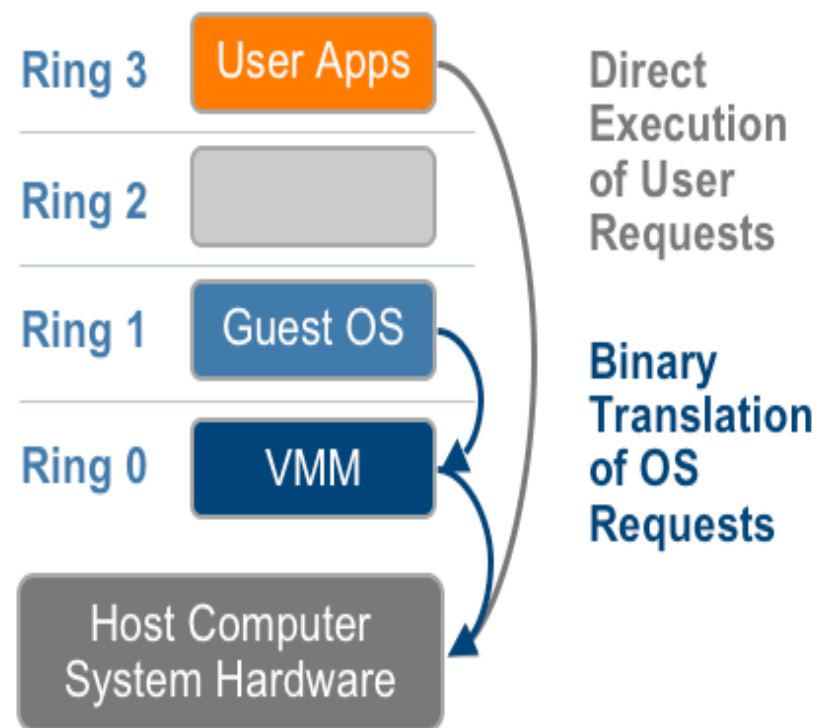 Ring 3
User Apps
Direct
Execution
of User
Requests
Ring 2
Ring 1
Guest OS
Binary
Translation
of OS
Requests
Ring 0
VMM
Host Computer
System Hardware